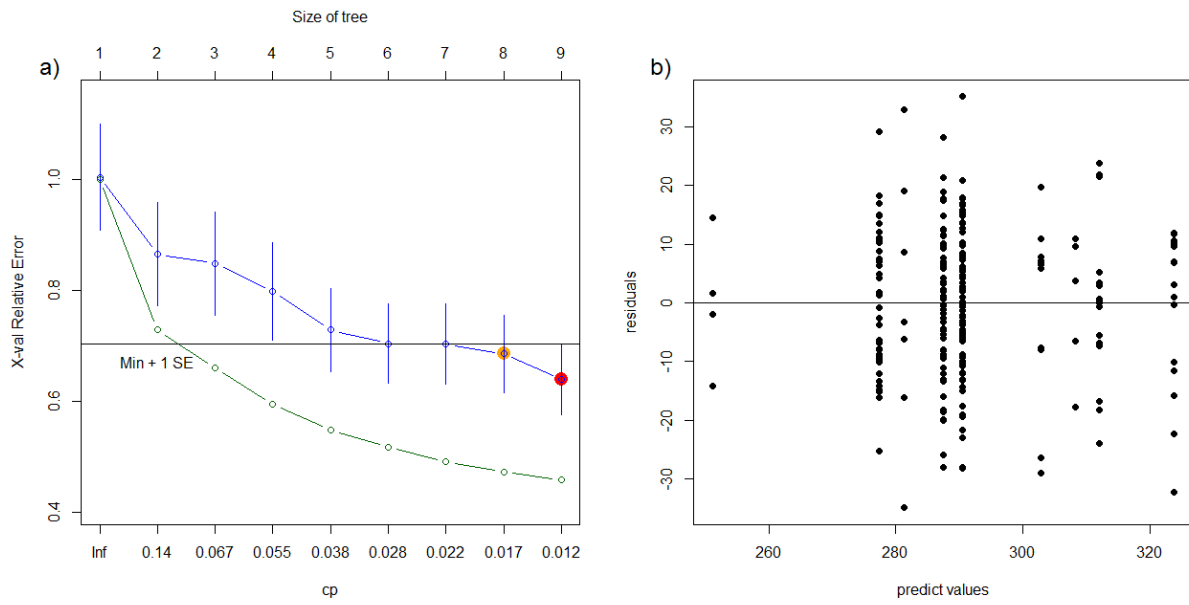 Size of tree
1 2 3 4 5 6 7 8 9
a)
X-val Relative Error
1.0
0.8
0.6
0.4
Min + 1 SE
Inf 0.14 0.067 0.055 0.038 0.028 0.022 0.017 0.012
cp
b)
residuals
30
20
10
0
-10
-20
-30
260 280 300 320
predict values